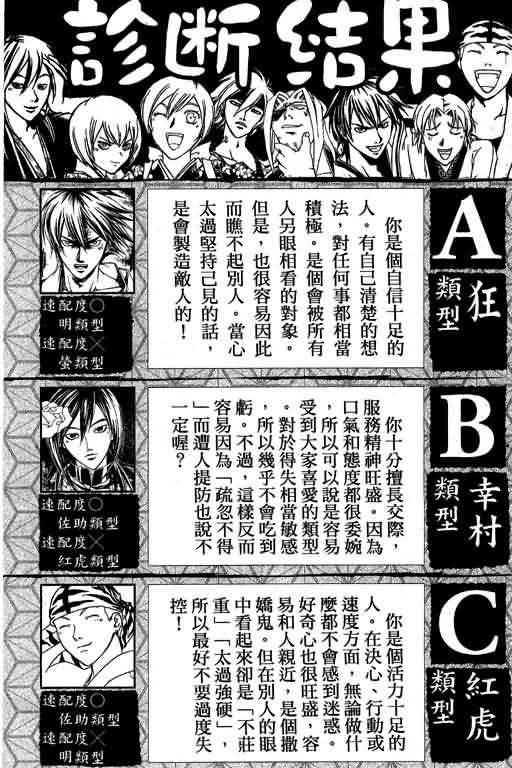 診断結果
A
狂
類型
你是個自信十足的
人。有自己清楚的想
法，對任何事都相當
積極。是個會被所有
人另眼相看的對象。
但是，也很容易因此
而瞧不起別人。當心
太過堅持己見的話，
是會製造敵人的！
速配度○
明類型
速配度×
螢類型
B
幸村
類型
你十分擅長交際，
服務精神旺盛。因為
口氣和態度都很委婉
，所以可以說是容易
受到大家喜愛的類型
。對於得失相當敏感
，所以幾乎不會吃到
虧。不過，這樣反而
容易因為「疏忽不得
」而遭人提防也說不
一定喔？
速配度○
佐助類型
速配度×
紅虎類型
C
紅虎
類型
你是個活力十足的
人。在決心、行動或
速度方面，無論做什
麼都不會感到迷惑。
好奇心也很旺盛，容
易和人親近，是個撒
嬌鬼。但在別人的眼
中看起來卻是「不莊
重」「太過強硬」，
所以最好不要過度失
控！
速配度○
佐助類型
速配度×
明類型